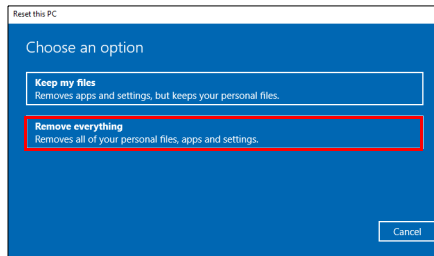 Reset this PC
Choose an option
Keep my files
Removes apps and settings, but keeps your personal files.
Remove everything
Removes all of your personal files, apps and settings.
Cancel